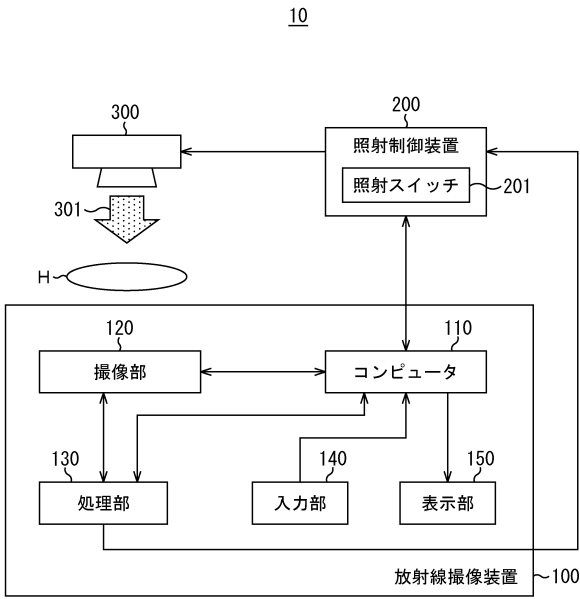 10
300
200
照射制御装置
照射スイッチ
201
301
H
120
110
撮像部
コンピュータ
130
140
150
処理部
入力部
表示部
放射線撮像装置
100